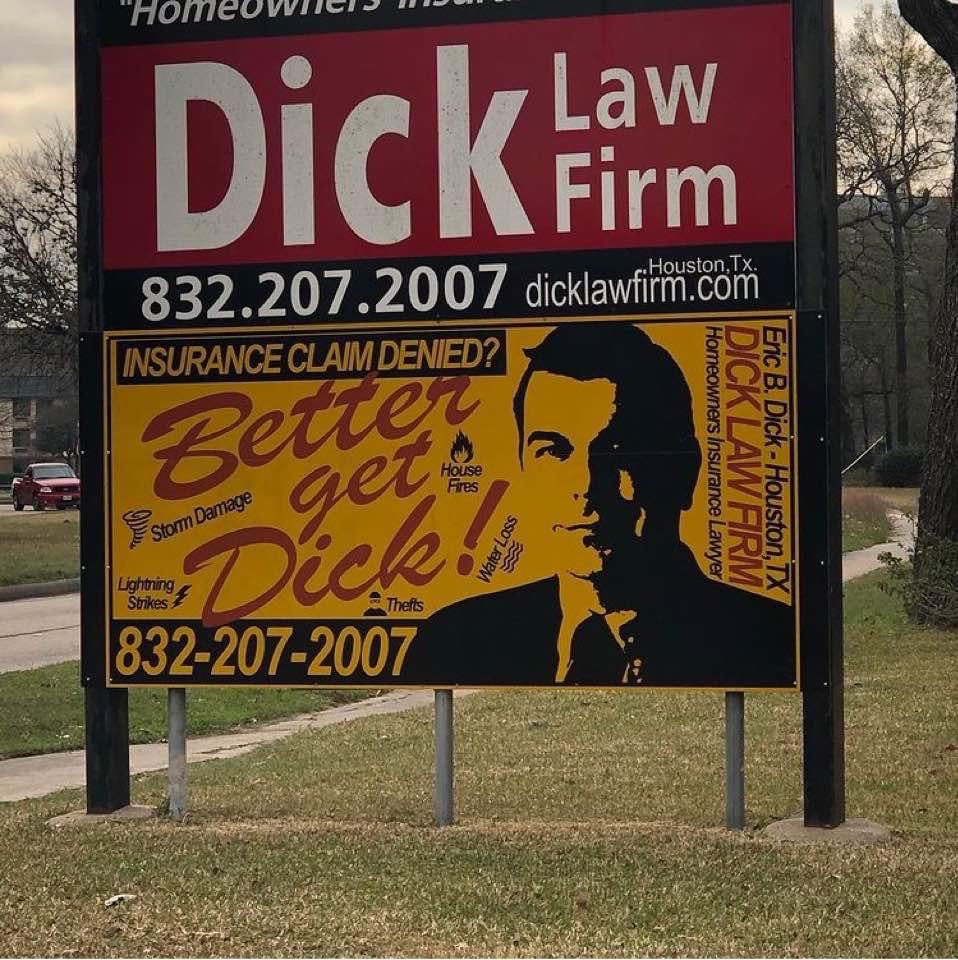 "Homeowners
Dick Law Firm
832.207.2007
Houston,Tx.
dicklawfirm.com
INSURANCE CLAIM DENIED?
Better
get
Dick!
House
Fires
Storm Damage
Water Loss
Lightning
Strikes
Thefts
832-207-2007
Eric B. Dick - Houston,TX
DICK LAW FIRM
Homeowners Insurance Lawyer